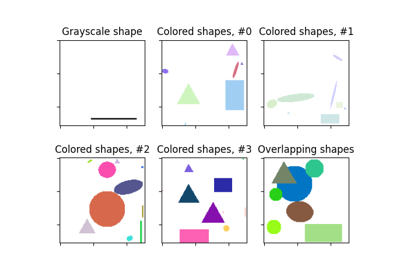 Grayscale shape
Colored shapes, #0
Colored shapes, #1
Colored shapes, #2
Colored shapes, #3
Overlapping shapes